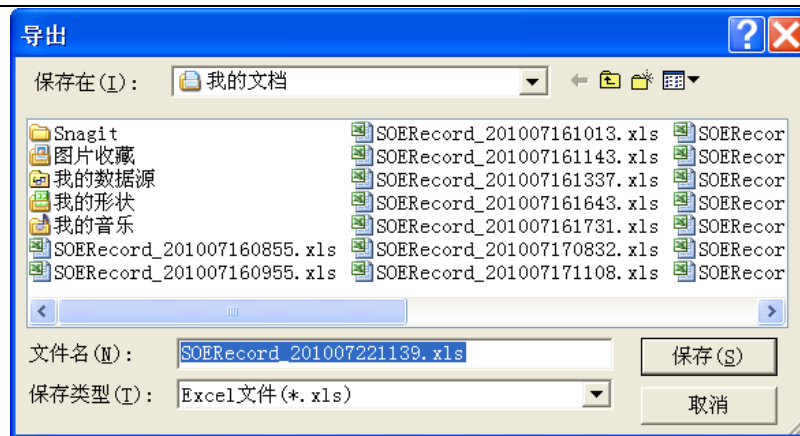 导出
保存在(I): 我的文档
Snagit
图片收藏
我的数据源
我的形状
我的音乐
SOERecord_201007160855.xls
SOERecord_201007160955.xls
SOERecord_201007161013.xls
SOERecord_201007161143.xls
SOERecord_201007161337.xls
SOERecord_201007161643.xls
SOERecord_201007161731.xls
SOERecord_201007170832.xls
SOERecord_201007171108.xls
SOERecor
SOERecor
SOERecor
SOERecor
SOERecor
SOERecor
SOERecor
文件名(N): SOERecord_201007221139.xls 保存(S)
保存类型(T): Excel文件(*.xls) 取消